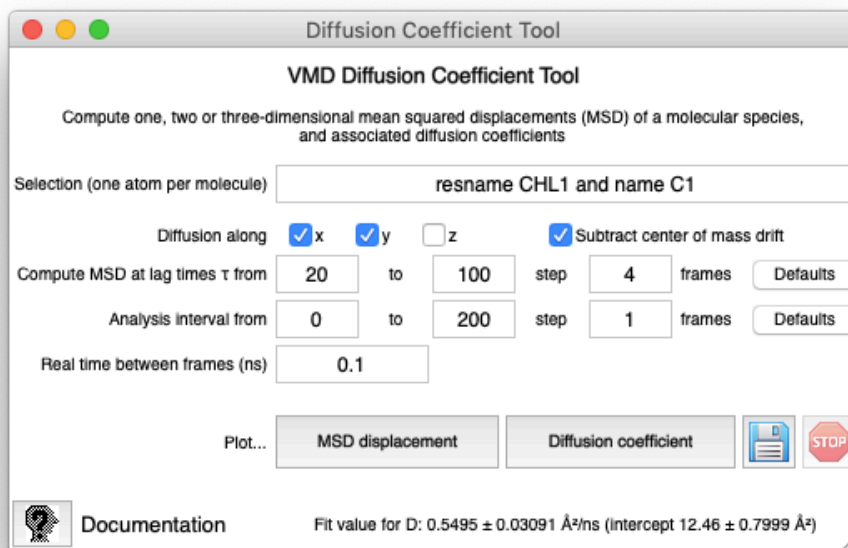 Diffusion Coefficient Tool
VMD Diffusion Coefficient Tool
Compute one, two or three-dimensional mean squared displacements (MSD) of a molecular species,
and associated diffusion coefficients
Selection (one atom per molecule) resname CHL1 and name C1
Diffusion along x y z Subtract center of mass drift
Compute MSD at lag times τ from 20 to 100 step 4 frames Defaults
Analysis interval from 0 to 200 step 1 frames Defaults
Real time between frames (ns) 0.1
Plot... MSD displacement Diffusion coefficient STOP
? Documentation Fit value for D: 0.5495 ± 0.03091 Å²/ns (intercept 12.46 ± 0.7999 Å²)